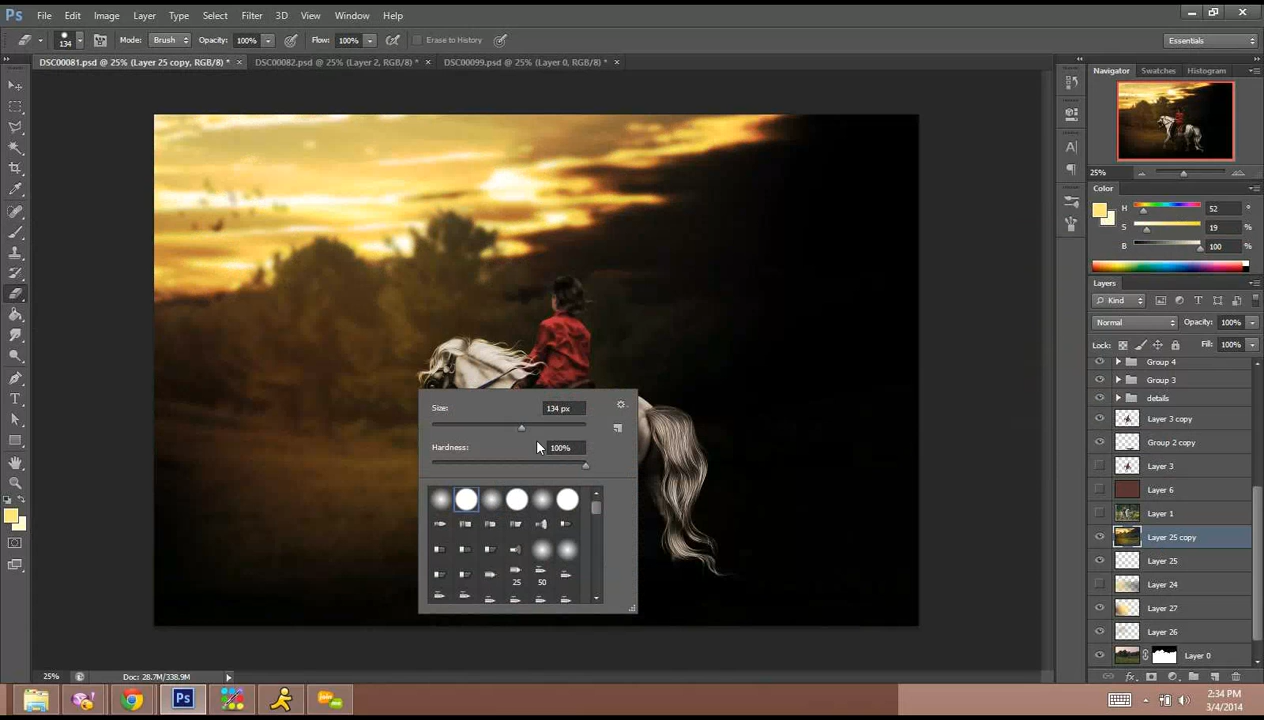 Ps File Edit Image Layer Type Select Filter 3D View Window Help
134 Mode: Brush Opacity: 100% Flow: 100% Erase to History Essentials
DSC00081.psd @ 25% (Layer 25 copy, RGB/8) * × DSC00082.psd @ 25% (Layer 2, RGB/8) * × DSC00099.psd @ 25% (Layer 0, RGB/8) * ×
Navigator Swatches Histogram
25%
Color
H 52 °
S 19 %
B 100 %
Layers
Kind
Normal Opacity: 100%
Lock: Fill: 100%
Group 4
Group 3
details
Layer 3 copy
Group 2 copy
Layer 3
Layer 6
Layer 1
Layer 25 copy
Layer 25
Layer 24
Layer 27
Layer 26
Layer 0
Size: 134 px
Hardness: 100%
25 50
25% Doc: 28.7M/338.9M
Ps
2:34 PM
3/4/2014